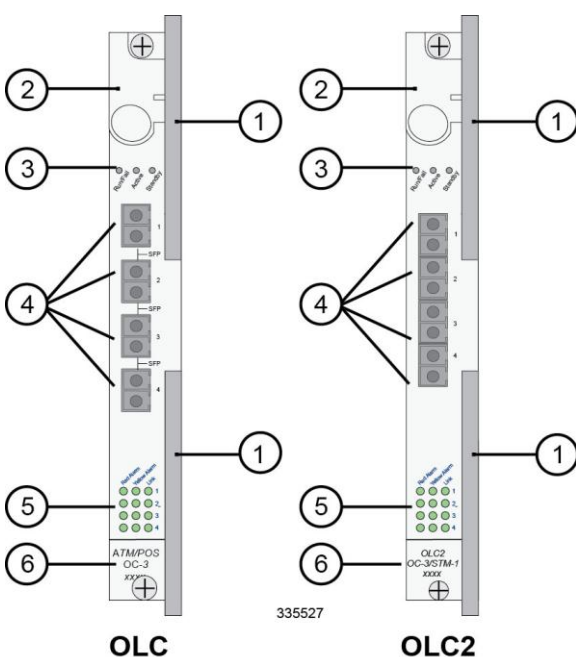 2
1
3
Run/Fail
Active
Standby
1
SFP
2
SFP
3
SFP
4
4
1
Red Alarm
Yellow Alarm
Link
1
2
3
4
5
6
ATM/POS
OC-3
xxxx
OLC
335527
2
1
3
Run/Fail
Active
Standby
1
2
3
4
4
1
Red Alarm
Yellow Alarm
Link
1
2
3
4
5
6
OLC2
OC-3/STM-1
xxxx
OLC2